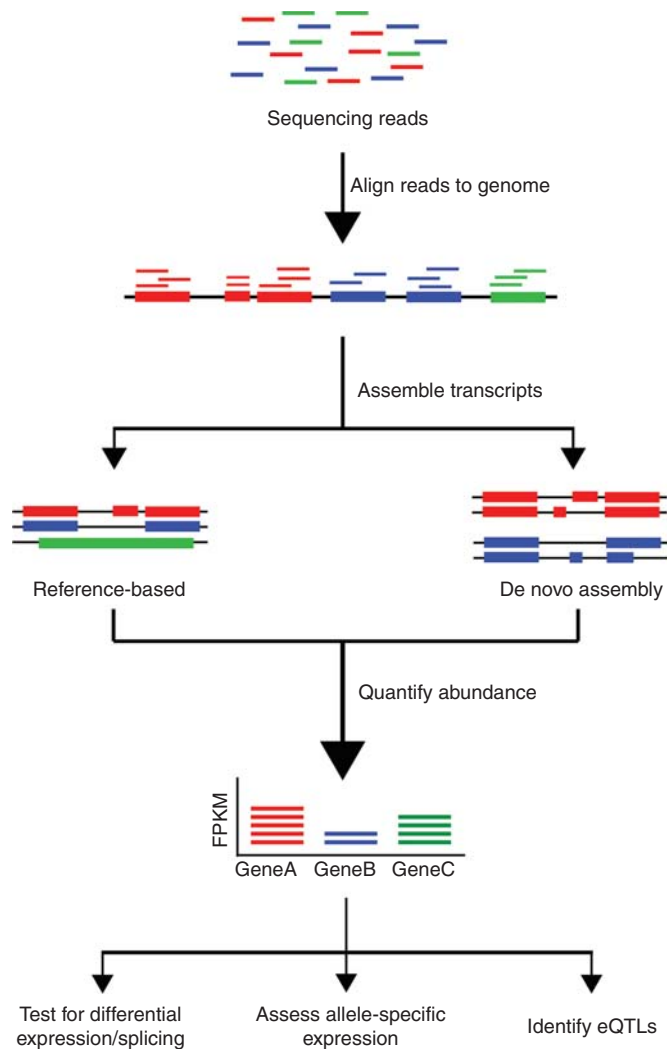 Sequencing reads
Align reads to genome
Assemble transcripts
Reference-based
De novo assembly
Quantify abundance
FPKM
GeneA GeneB GeneC
Test for differential
expression/splicing
Assess allele-specific
expression
Identify eQTLs